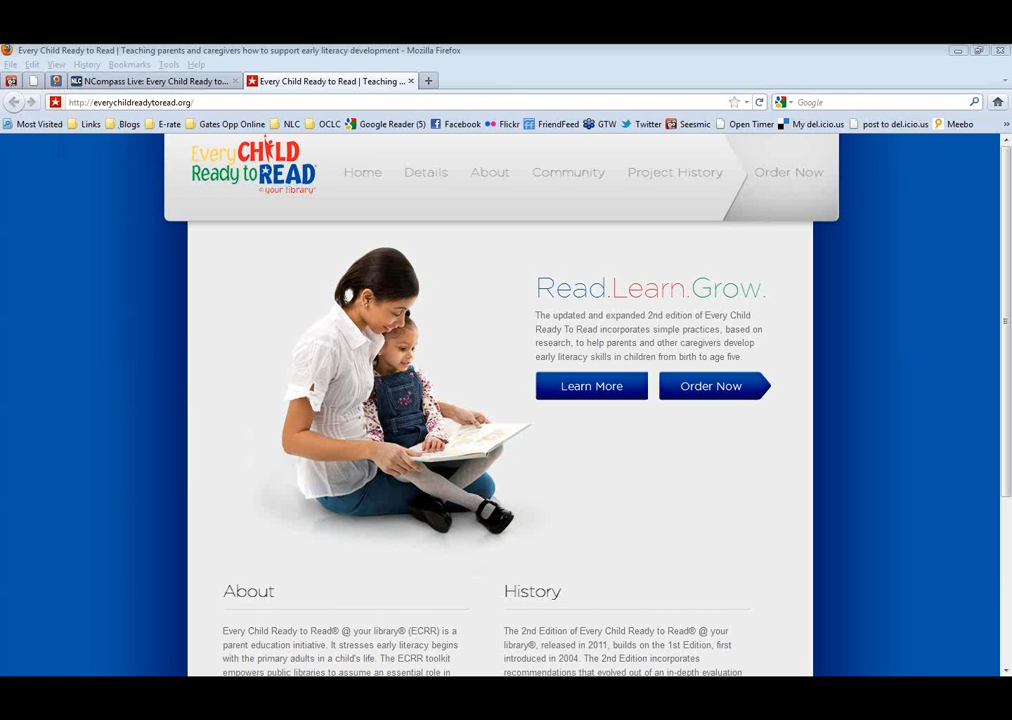 Every Child Ready to Read | Teaching parents and caregivers how to support early literacy development - Mozilla Firefox
File Edit View History Bookmarks Tools Help
NCompass Live: Every Child Ready to... Every Child Ready to Read | Teaching ...
http://everychildreadytoread.org/ Google
Most Visited Links Blogs E-rate Gates Opp Online NLC OCLC Google Reader (5) Facebook Flickr FriendFeed GTW Twitter Seesmic Open Timer My del.icio.us post to del.icio.us Meebo
Every CHILD
Ready to READ
@ your library®
Home Details About Community Project History Order Now
Read.Learn.Grow.
The updated and expanded 2nd edition of Every Child
Ready To Read incorporates simple practices, based on
research, to help parents and other caregivers develop
early literacy skills in children from birth to age five.
Learn More Order Now
About
Every Child Ready to Read® @ your library® (ECRR) is a
parent education initiative. It stresses early literacy begins
with the primary adults in a child's life. The ECRR toolkit
empowers public libraries to assume an essential role in
History
The 2nd Edition of Every Child Ready to Read® @ your
library®, released in 2011, builds on the 1st Edition, first
introduced in 2004. The 2nd Edition incorporates
recommendations that evolved out of an in-depth evaluation